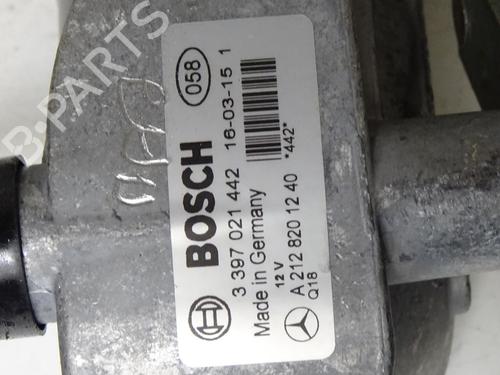 B-PARTS
058
BOSCH
3 397 021 442 16-03-15 1
Made in Germany
*442*
12 V
A 212 820 12 40
Q18